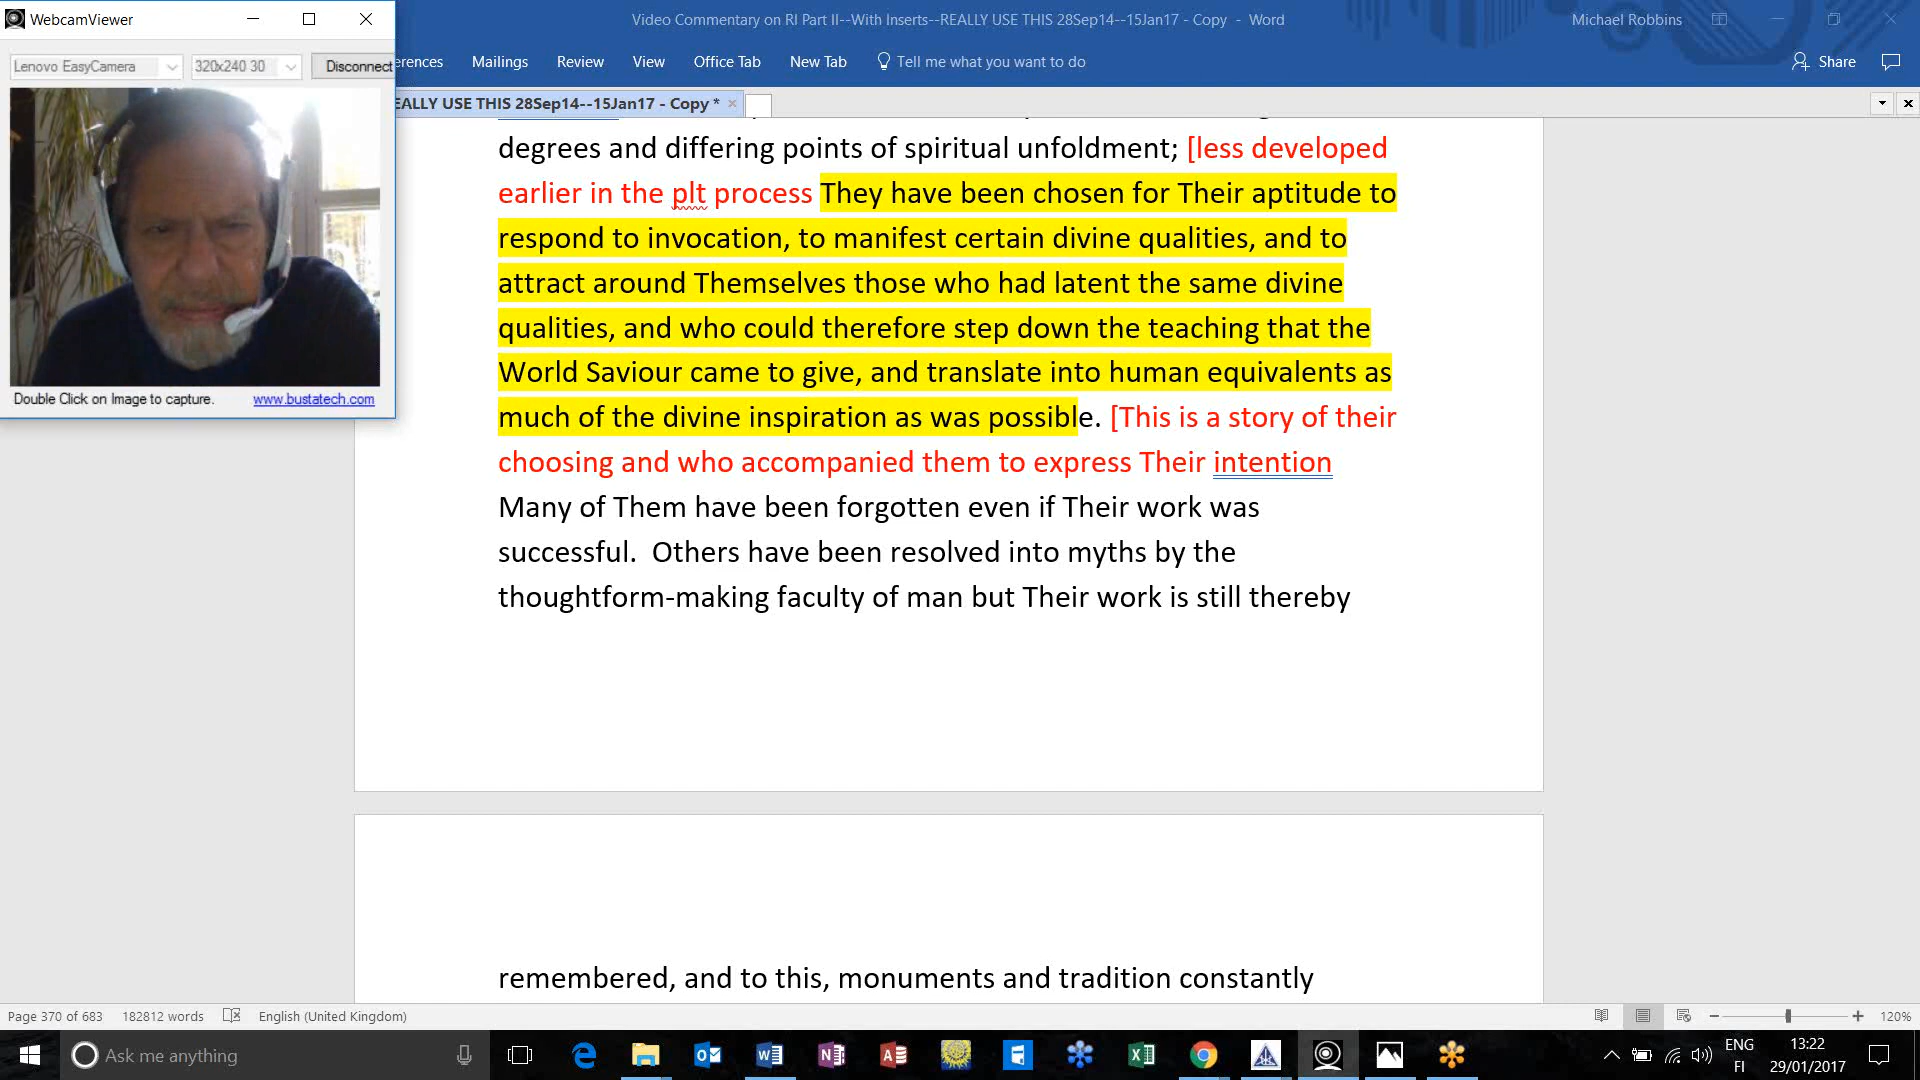 WebcamViewer
Lenovo EasyCamera
320x240 30
Disconnect
Double Click on Image to capture.
www.bustatech.com
Video Commentary on RI Part II--With Inserts--REALLY USE THIS 28Sep14--15Jan17 - Copy - Word
Michael Robbins
erences Mailings Review View Office Tab New Tab Tell me what you want to do
Share
EALLY USE THIS 28Sep14--15Jan17 - Copy *
degrees and differing points of spiritual unfoldment; [less developed
earlier in the plt process They have been chosen for Their aptitude to
respond to invocation, to manifest certain divine qualities, and to
attract around Themselves those who had latent the same divine
qualities, and who could therefore step down the teaching that the
World Saviour came to give, and translate into human equivalents as
much of the divine inspiration as was possible. [This is a story of their
choosing and who accompanied them to express Their intention
Many of Them have been forgotten even if Their work was
successful.  Others have been resolved into myths by the
thoughtform-making faculty of man but Their work is still thereby
remembered, and to this, monuments and tradition constantly
Page 370 of 683
182812 words
English (United Kingdom)
120%
Ask me anything
ENG
FI
13:22
29/01/2017